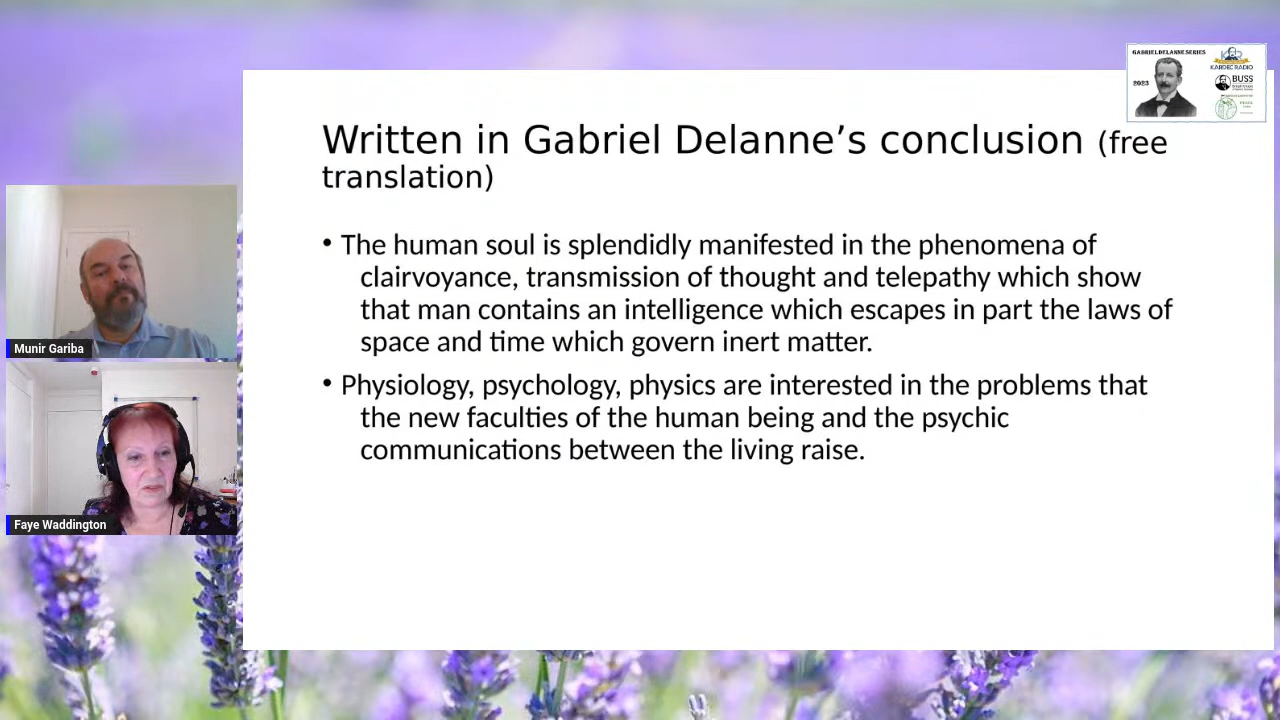 GABRIEL DELANNE SERIES
2023
KARDEC RADIO
BUSS
Written in Gabriel Delanne’s conclusion (free
translation)
• The human soul is splendidly manifested in the phenomena of
clairvoyance, transmission of thought and telepathy which show
that man contains an intelligence which escapes in part the laws of
space and time which govern inert matter.
• Physiology, psychology, physics are interested in the problems that
the new faculties of the human being and the psychic
communications between the living raise.
Munir Gariba
Faye Waddington